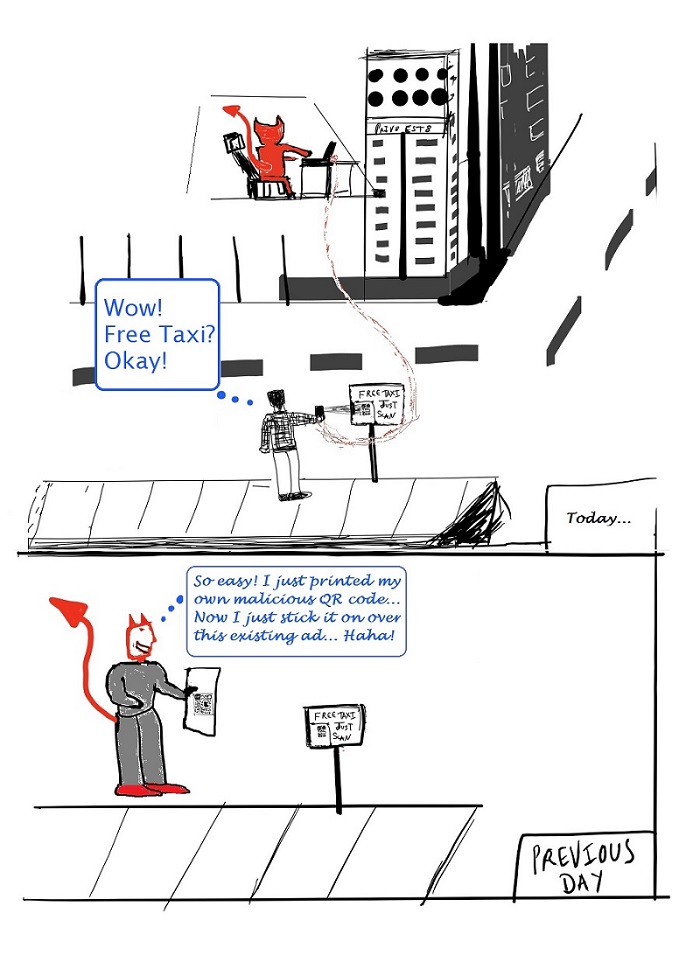 Wow!
Free Taxi?
Okay!
FREE TAXI
JUST
SCAN
Today...
So easy! I just printed my
own malicious QR code...
Now I just stick it on over
this existing ad... Haha!
FREE TAXI
JUST
SCAN
PREVIOUS
DAY